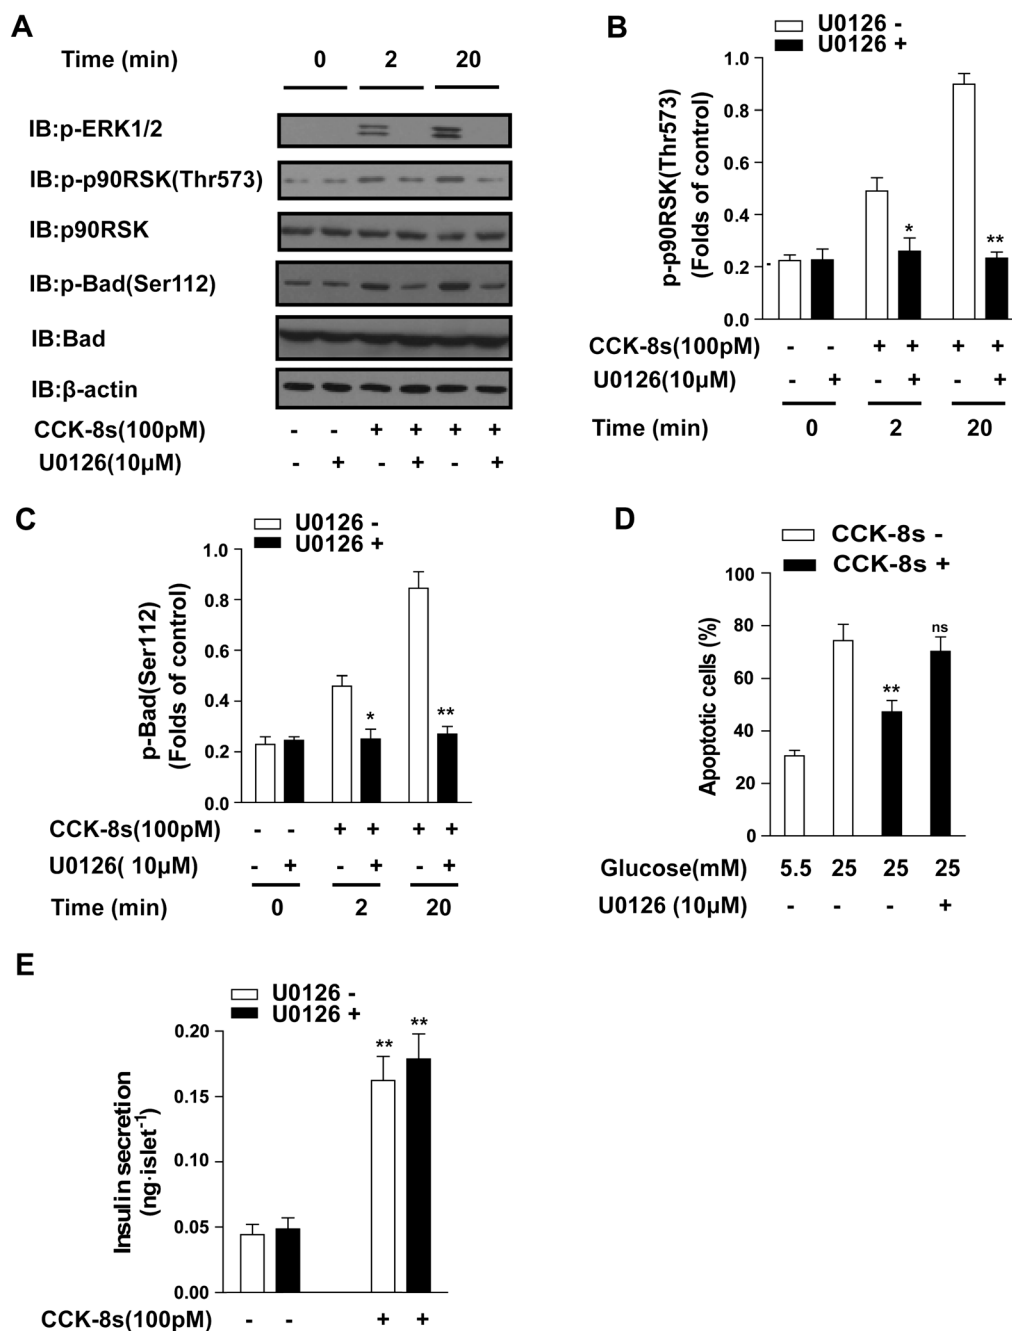 A
Time (min) 0 2 20
IB:p-ERK1/2
IB:p-p90RSK(Thr573)
IB:p90RSK
IB:p-Bad(Ser112)
IB:Bad
IB:β-actin
CCK-8s(100pM) - - + + + +
U0126(10μM) - + - + - +
B
U0126 -
U0126 +
p-p90RSK(Thr573)
(Folds of control)
1.0
0.8
0.6
0.4
0.2
0.0
*
**
CCK-8s(100pM) - - + + + +
U0126(10μM) - + - + - +
Time (min) 0 2 20
C
U0126 -
U0126 +
p-Bad(Ser112)
(Folds of control)
1.0
0.8
0.6
0.4
0.2
0.0
*
**
CCK-8s(100pM) - - + + + +
U0126( 10μM) - + - + - +
Time (min) 0 2 20
D
CCK-8s -
CCK-8s +
Apoptotic cells (%)
100
80
60
40
20
0
**
ns
Glucose(mM) 5.5 25 25 25
U0126 (10μM) - - - +
E
U0126 -
U0126 +
Insulin secretion
(ng·islet⁻¹)
0.20
0.15
0.10
0.05
0.00
**
**
CCK-8s(100pM) - - + +